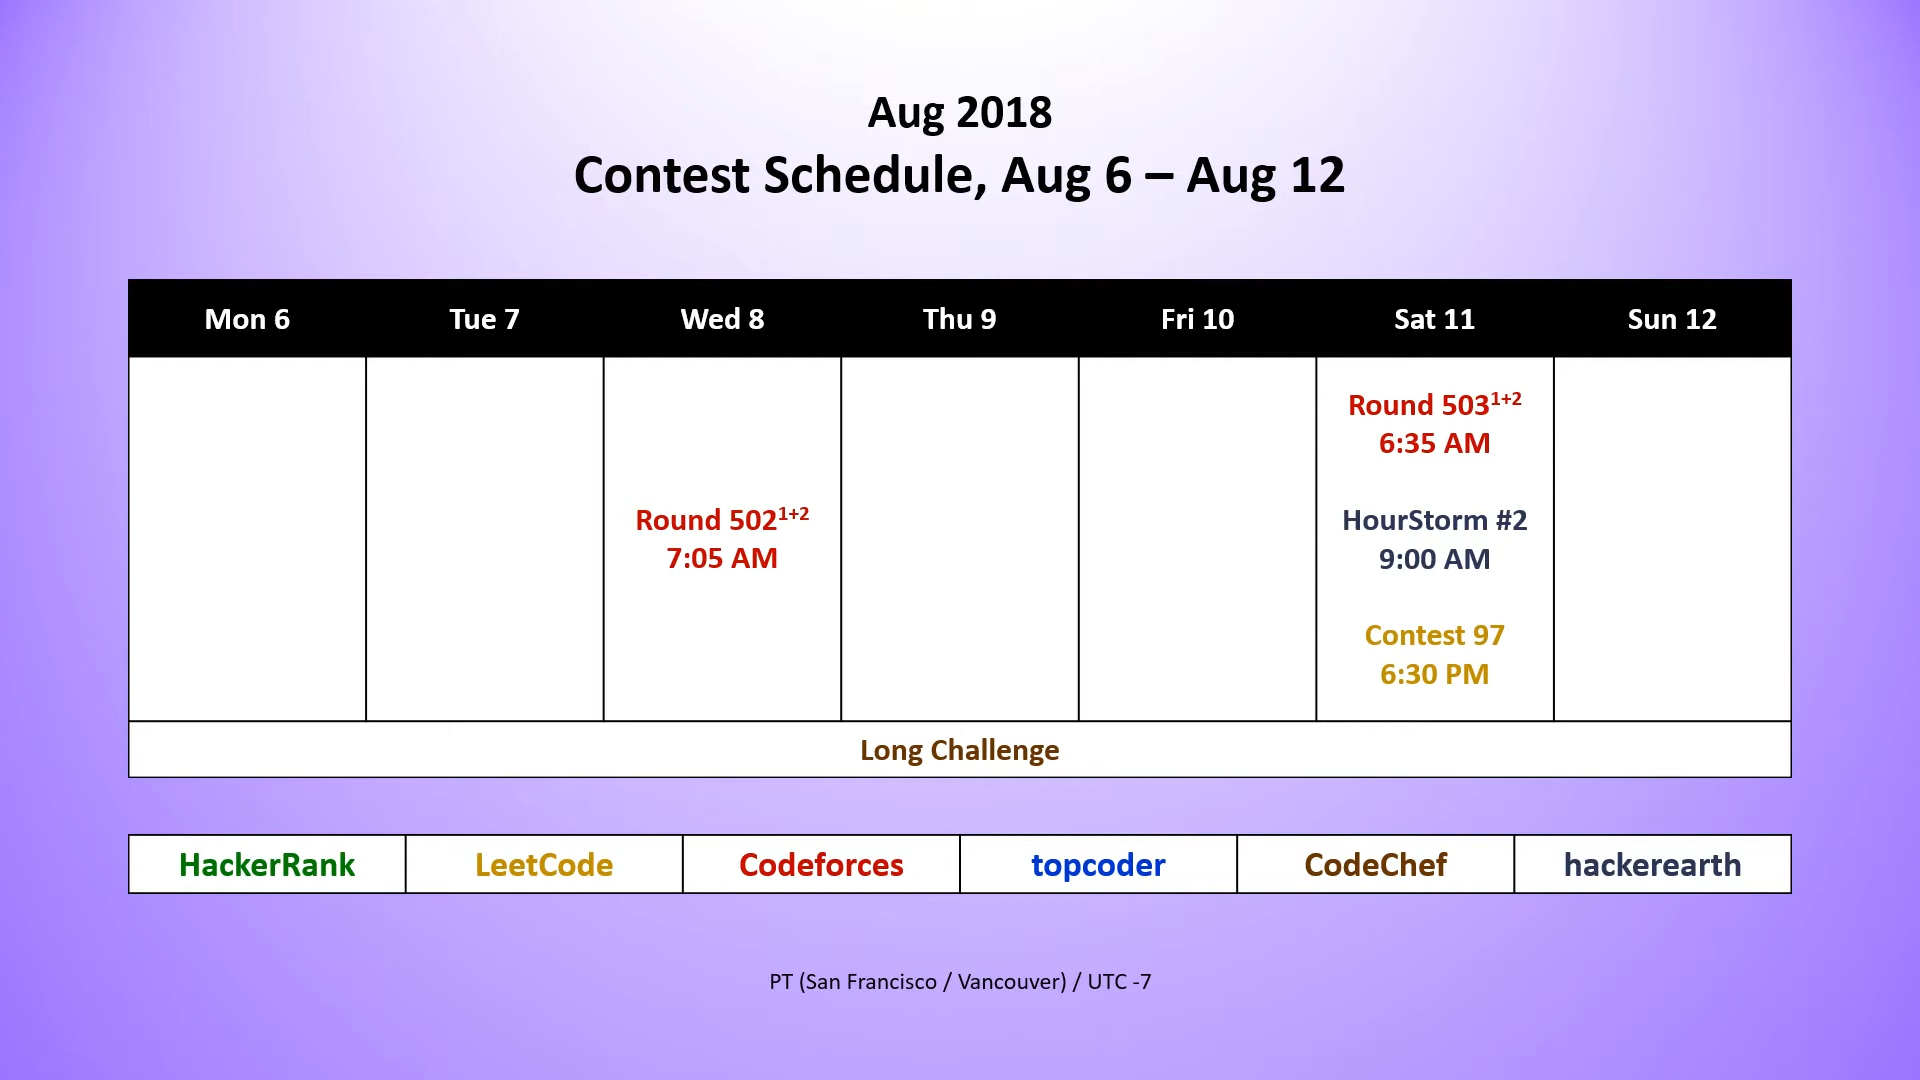 Aug 2018
Contest Schedule, Aug 6 – Aug 12
Mon 6
Tue 7
Wed 8
Thu 9
Fri 10
Sat 11
Sun 12
Round 502¹⁺²
7:05 AM
Round 503¹⁺²
6:35 AM
HourStorm #2
9:00 AM
Contest 97
6:30 PM
Long Challenge
HackerRank
LeetCode
Codeforces
topcoder
CodeChef
hackerearth
PT (San Francisco / Vancouver) / UTC -7